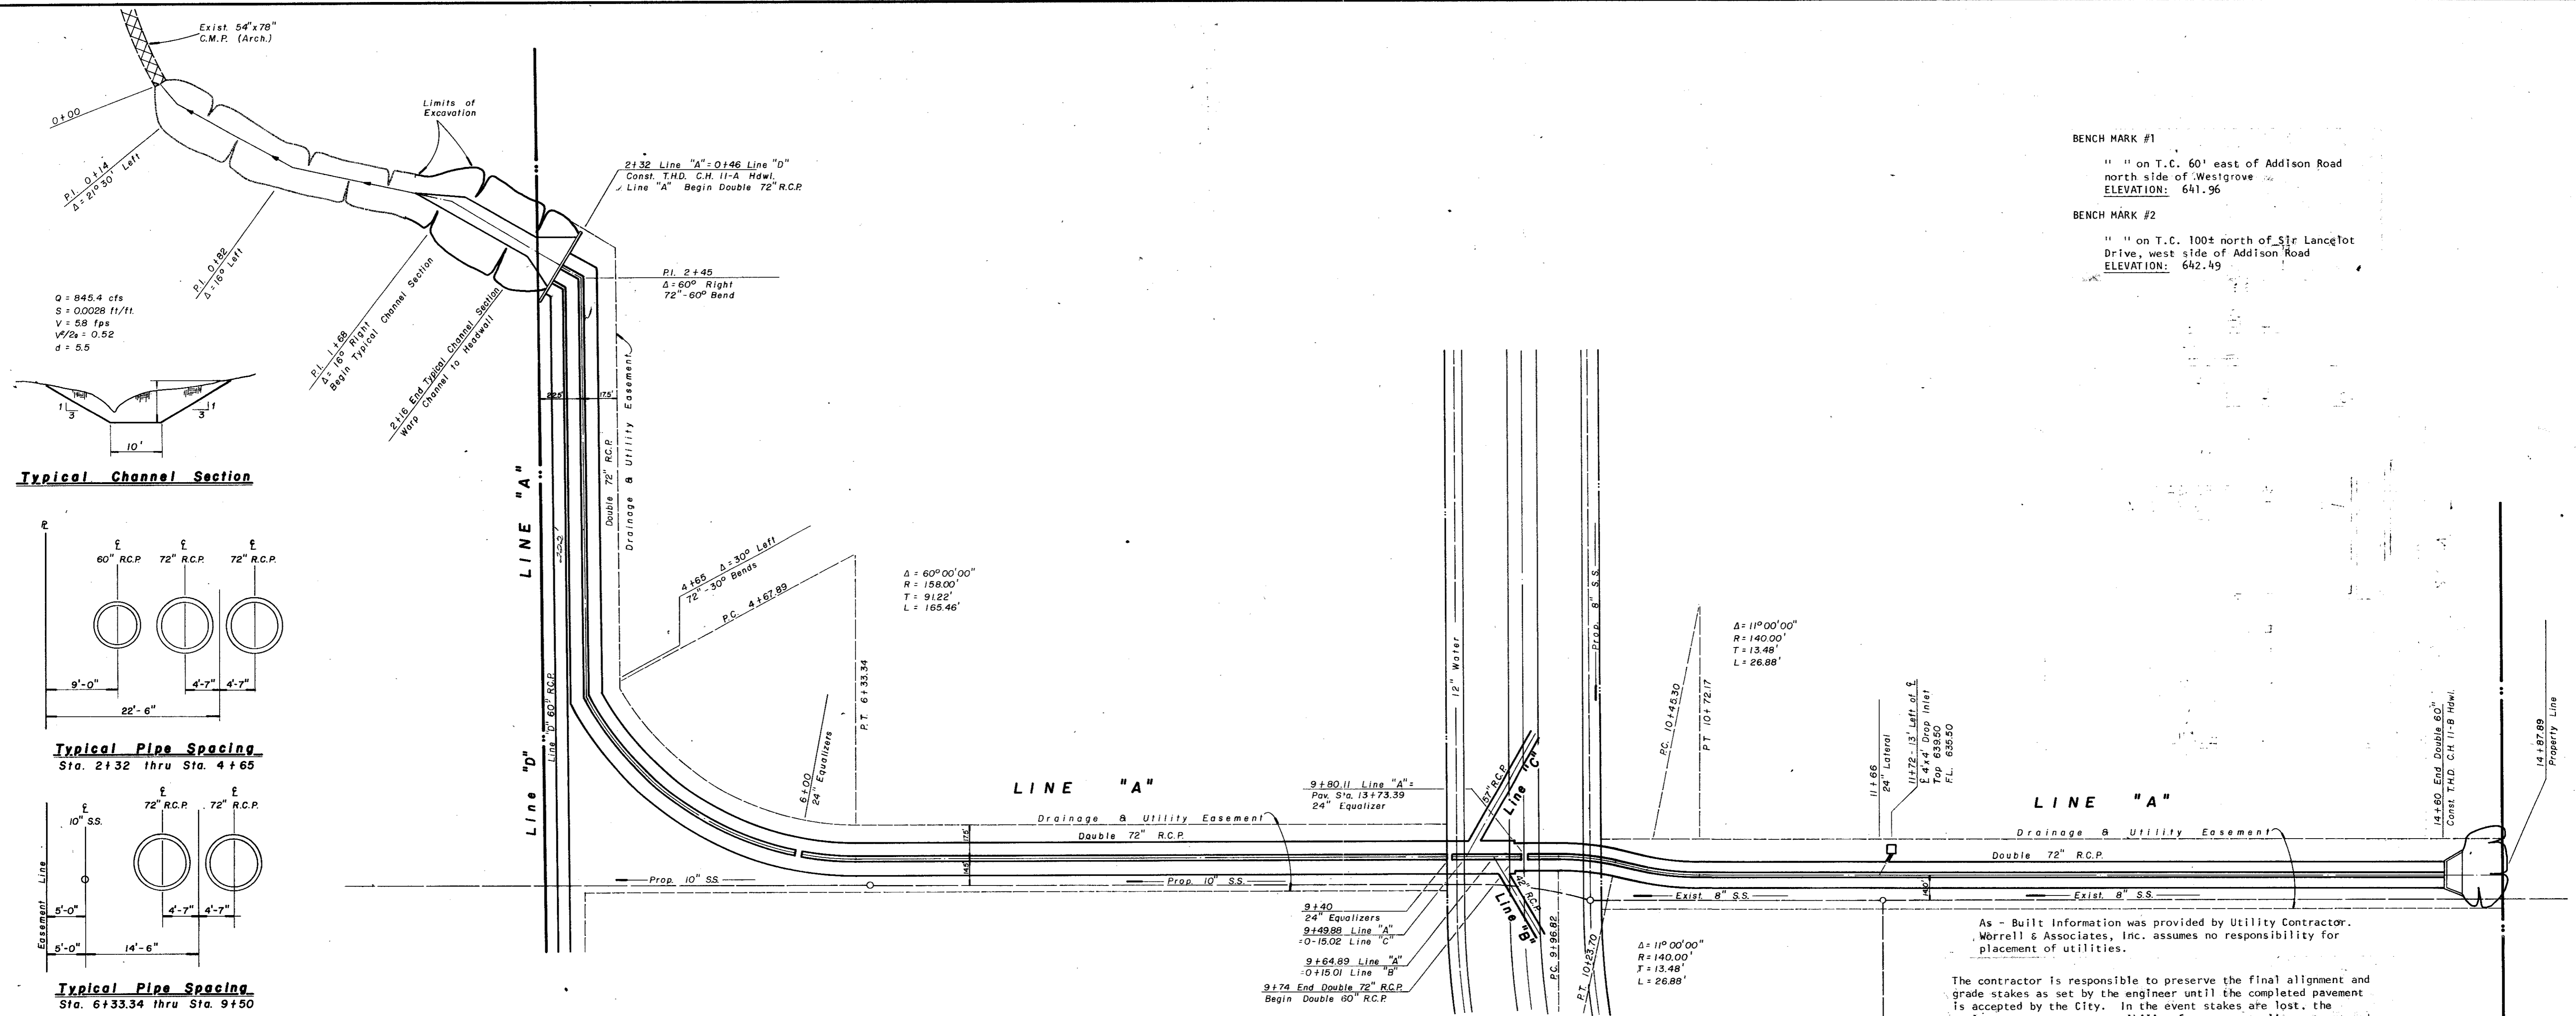 Exist. 54"x78"
C.M.P. (Arch.)
0+00
P.I. 0+14
Δ = 21° 30' Left
Limits of
Excavation
2+32 Line "A" = 0+46 Line "D"
Const. T.H.D. C.H. 11-A Hdwl.
Line "A" Begin Double 72" R.C.P.
P.I. 0+82
Δ = 16° Left
P.I. 2+45
Δ = 60° Right
72"-60° Bend
P.I. 1+68
Δ = 16° Right
Begin Typical Channel Section
2+16 End Typical Channel Section
Warp Channel to Headwall
Q = 845.4 cfs
S = 0.0028 ft/ft.
V = 5.8 fps
V²/2g = 0.52
d = 5.5
1
3
3
1
10'
Typical Channel Section
22.5'
17.5'
Double 72" R.C.P.
Drainage & Utility Easement
LINE "A"
Line "D"
Line "D" 60" R.C.P.
℄ 60" R.C.P.
℄ 72" R.C.P.
℄ 72" R.C.P.
9'-0"
4'-7"
4'-7"
22'-6"
Typical Pipe Spacing
Sta. 2+32 thru Sta. 4+65
℄ 10" S.S.
℄ 72" R.C.P.
℄ 72" R.C.P.
Easement Line
5'-0"
4'-7"
4'-7"
5'-0"
14'-6"
Typical Pipe Spacing
Sta. 6+33.34 thru Sta. 9+50
4+65 Δ = 30° Left
72"-30° Bends
P.C. 4+67.89
P.T. 6+33.34
Δ = 60°00'00"
R = 158.00'
T = 91.22'
L = 165.46'
6+00
24" Equalizers
LINE "A"
Drainage & Utility Easement
Double 72" R.C.P.
17.5'
14.5'
Prop. 10" S.S.
Prop. 10" S.S.
12" Water
Prop. 8" S.S.
9+80.11 Line "A" =
Pav. Sta. 13+73.39
24" Equalizer
57" R.C.P.
Line "C"
42" R.C.P.
Line "B"
9+40
24" Equalizers
9+49.88 Line "A"
=0-15.02 Line "C"
9+64.89 Line "A"
=0+15.01 Line "B"
9+74 End Double 72" R.C.P.
Begin Double 60" R.C.P.
P.C. 9+96.82
P.T. 10+23.70
Δ = 11°00'00"
R = 140.00'
T = 13.48'
L = 26.88'
P.C. 10+45.30
P.T. 10+72.17
Δ = 11°00'00"
R = 140.00'
T = 13.48'
L = 26.88'
11+66
24" Lateral
11+72 - 13' Left of ℄
℄ 4'x4' Drop Inlet
Top 639.50
F.L. 635.50
LINE "A"
Drainage & Utility Easement
Double 72" R.C.P.
14.0'
Exist. 8" S.S.
Exist. 8" S.S.
14+60 End Double 60"
Const. T.H.D. C.H. 11-B Hdwl.
14+87.89
Property Line
BENCH MARK #1
" " on T.C. 60' east of Addison Road
north side of Westgrove
ELEVATION: 641.96
BENCH MARK #2
" " on T.C. 100± north of Sir Lancelot
Drive, west side of Addison Road
ELEVATION: 642.49
As - Built Information was provided by Utility Contractor.
Worrell & Associates, Inc. assumes no responsibility for
placement of utilities.
The contractor is responsible to preserve the final alignment and
grade stakes as set by the engineer until the completed pavement
is accepted by the City. In the event stakes are lost, the